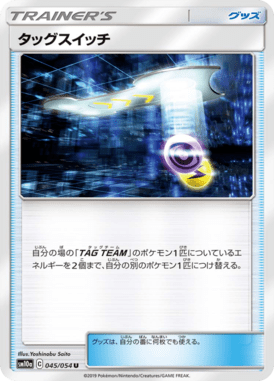 TRAINER'S
グッズ
タッグスイッチ
自分の場の「TAG TEAM」のポケモン1匹についている
エネルギーを2個まで、自分の別のポケモン1匹につけ替える。
グッズは、自分の番に何枚でも使える。
Illus. Yoshinobu Saito
SM10a C 045/054 U
©2019 Pokémon/Nintendo/Creatures/GAME FREAK.